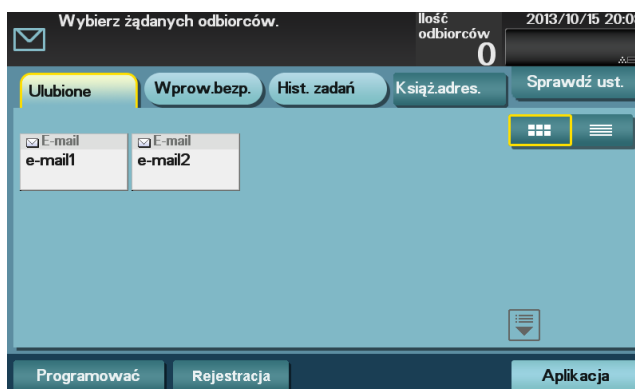 Wybierz żądanych odbiorców.
Ilość
odbiorców
0
2013/10/15 20:08
Ulubione
Wprow.bezp.
Hist. zadań
Książ.adres.
Sprawdź ust.
E-mail
e-mail1
E-mail
e-mail2
Programować
Rejestracja
Aplikacja